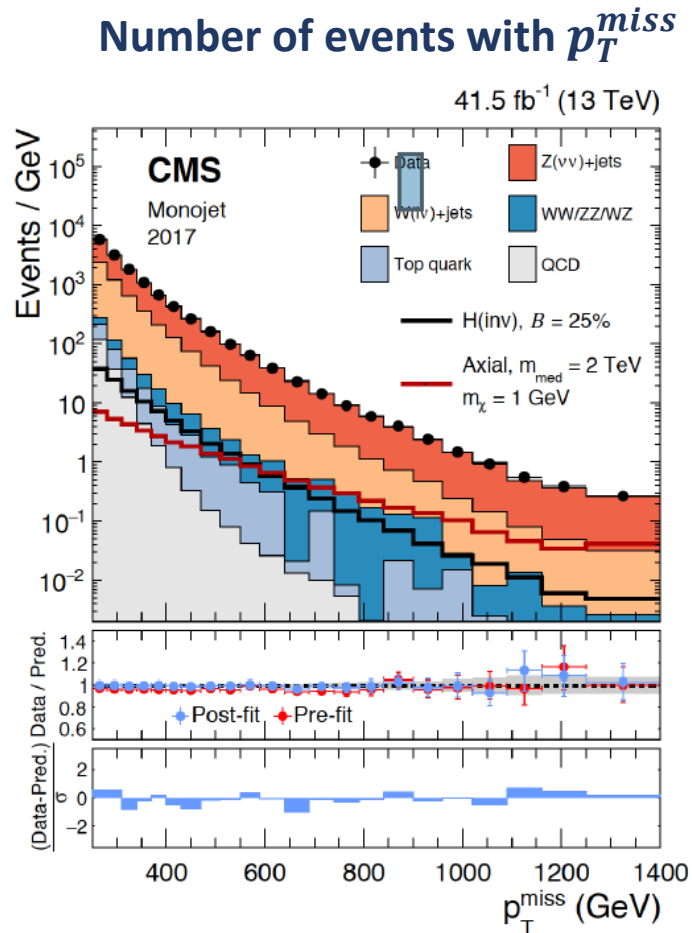 Number of events with p_T^miss
41.5 fb⁻¹ (13 TeV)
Events / GeV
10⁵
10⁴
10³
10²
10
1
10⁻¹
10⁻²
CMS
Monojet
2017
Data
Z(νν)+jets
W(lν)+jets
WW/ZZ/WZ
Top quark
QCD
H(inv), B = 25%
Axial, m_med = 2 TeV
m_χ = 1 GeV
Data / Pred.
1.4
1.2
1.0
0.8
0.6
Post-fit
Pre-fit
(Data-Pred.)
σ
2
0
−2
400 600 800 1000 1200 1400
p_T^miss (GeV)